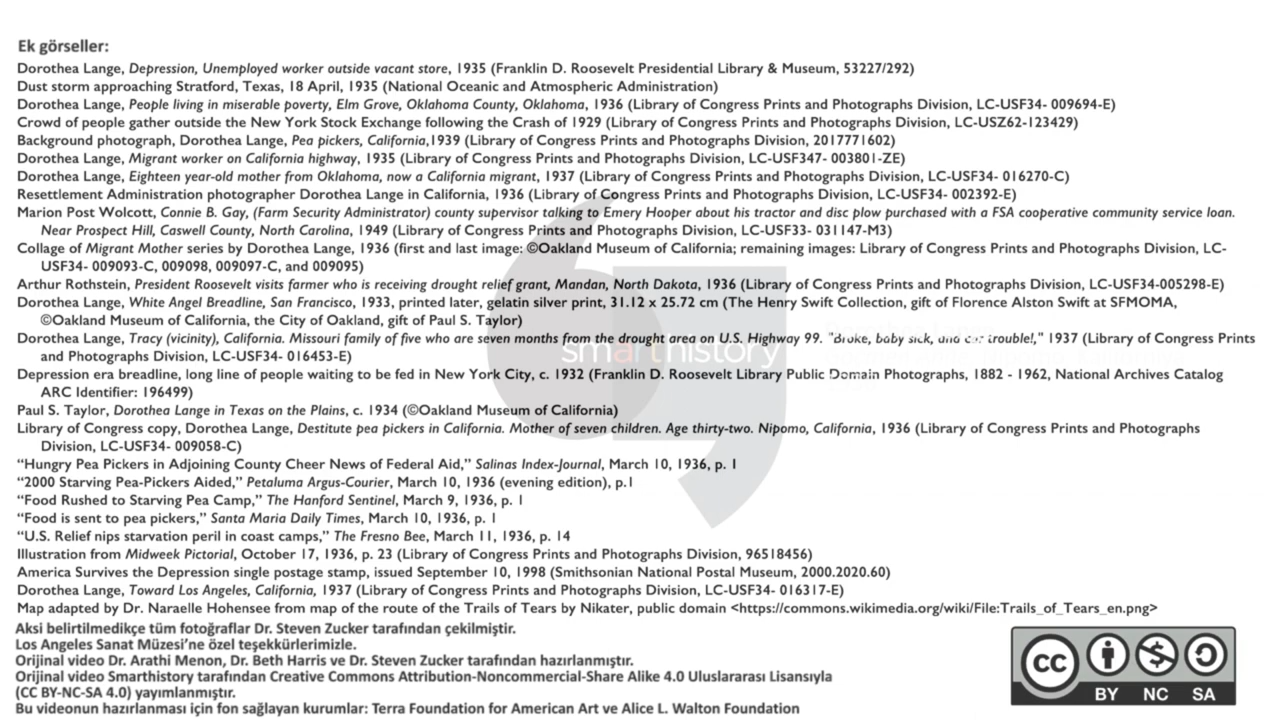 Ek görseller:
Dorothea Lange, Depression, Unemployed worker outside vacant store, 1935 (Franklin D. Roosevelt Presidential Library & Museum, 53227/292)
Dust storm approaching Stratford, Texas, 18 April, 1935 (National Oceanic and Atmospheric Administration)
Dorothea Lange, People living in miserable poverty, Elm Grove, Oklahoma County, Oklahoma, 1936 (Library of Congress Prints and Photographs Division, LC-USF34- 009694-E)
Crowd of people gather outside the New York Stock Exchange following the Crash of 1929 (Library of Congress Prints and Photographs Division, LC-USZ62-123429)
Background photograph, Dorothea Lange, Pea pickers, California,1939 (Library of Congress Prints and Photographs Division, 2017771602)
Dorothea Lange, Migrant worker on California highway, 1935 (Library of Congress Prints and Photographs Division, LC-USF347- 003801-ZE)
Dorothea Lange, Eighteen year-old mother from Oklahoma, now a California migrant, 1937 (Library of Congress Prints and Photographs Division, LC-USF34- 016270-C)
Resettlement Administration photographer Dorothea Lange in California, 1936 (Library of Congress Prints and Photographs Division, LC-USF34- 002392-E)
Marion Post Wolcott, Connie B. Gay, (Farm Security Administrator) county supervisor talking to Emery Hooper about his tractor and disc plow purchased with a FSA cooperative community service loan.
Near Prospect Hill, Caswell County, North Carolina, 1949 (Library of Congress Prints and Photographs Division, LC-USF33- 031147-M3)
Collage of Migrant Mother series by Dorothea Lange, 1936 (first and last image: ©Oakland Museum of California; remaining images: Library of Congress Prints and Photographs Division, LC-
USF34- 009093-C, 009098, 009097-C, and 009095)
Arthur Rothstein, President Roosevelt visits farmer who is receiving drought relief grant, Mandan, North Dakota, 1936 (Library of Congress Prints and Photographs Division, LC-USF34-005298-E)
Dorothea Lange, White Angel Breadline, San Francisco, 1933, printed later, gelatin silver print, 31.12 x 25.72 cm (The Henry Swift Collection, gift of Florence Alston Swift at SFMOMA,
©Oakland Museum of California, the City of Oakland, gift of Paul S. Taylor)
Dorothea Lange, Tracy (vicinity), California. Missouri family of five who are seven months from the drought area on U.S. Highway 99. "Broke, baby sick, and car trouble!," 1937 (Library of Congress Prints
smarthistory
and Photographs Division, LC-USF34- 016453-E)
Depression era breadline, long line of people waiting to be fed in New York City, c. 1932 (Franklin D. Roosevelt Library Public Domain Photographs, 1882 - 1962, National Archives Catalog
ARC Identifier: 196499)
Paul S. Taylor, Dorothea Lange in Texas on the Plains, c. 1934 (©Oakland Museum of California)
Library of Congress copy, Dorothea Lange, Destitute pea pickers in California. Mother of seven children. Age thirty-two. Nipomo, California, 1936 (Library of Congress Prints and Photographs
Division, LC-USF34- 009058-C)
“Hungry Pea Pickers in Adjoining County Cheer News of Federal Aid,” Salinas Index-Journal, March 10, 1936, p. 1
“2000 Starving Pea-Pickers Aided,” Petaluma Argus-Courier, March 10, 1936 (evening edition), p.1
“Food Rushed to Starving Pea Camp,” The Hanford Sentinel, March 9, 1936, p. 1
“Food is sent to pea pickers,” Santa Maria Daily Times, March 10, 1936, p. 1
“U.S. Relief nips starvation peril in coast camps,” The Fresno Bee, March 11, 1936, p. 14
Illustration from Midweek Pictorial, October 17, 1936, p. 23 (Library of Congress Prints and Photographs Division, 96518456)
America Survives the Depression single postage stamp, issued September 10, 1998 (Smithsonian National Postal Museum, 2000.2020.60)
Dorothea Lange, Toward Los Angeles, California, 1937 (Library of Congress Prints and Photographs Division, LC-USF34- 016317-E)
Map adapted by Dr. Naraelle Hohensee from map of the route of the Trails of Tears by Nikater, public domain <https://commons.wikimedia.org/wiki/File:Trails_of_Tears_en.png>
Aksi belirtilmedikçe tüm fotoğraflar Dr. Steven Zucker tarafından çekilmiştir.
Los Angeles Sanat Müzesi’ne özel teşekkürlerimizle.
Orijinal video Dr. Arathi Menon, Dr. Beth Harris ve Dr. Steven Zucker tarafından hazırlanmıştır.
Orijinal video Smarthistory tarafından Creative Commons Attribution-Noncommercial-Share Alike 4.0 Uluslararası Lisansıyla
(CC BY-NC-SA 4.0) yayımlanmıştır.
Bu videonun hazırlanması için fon sağlayan kurumlar: Terra Foundation for American Art ve Alice L. Walton Foundation
cc
BY NC SA